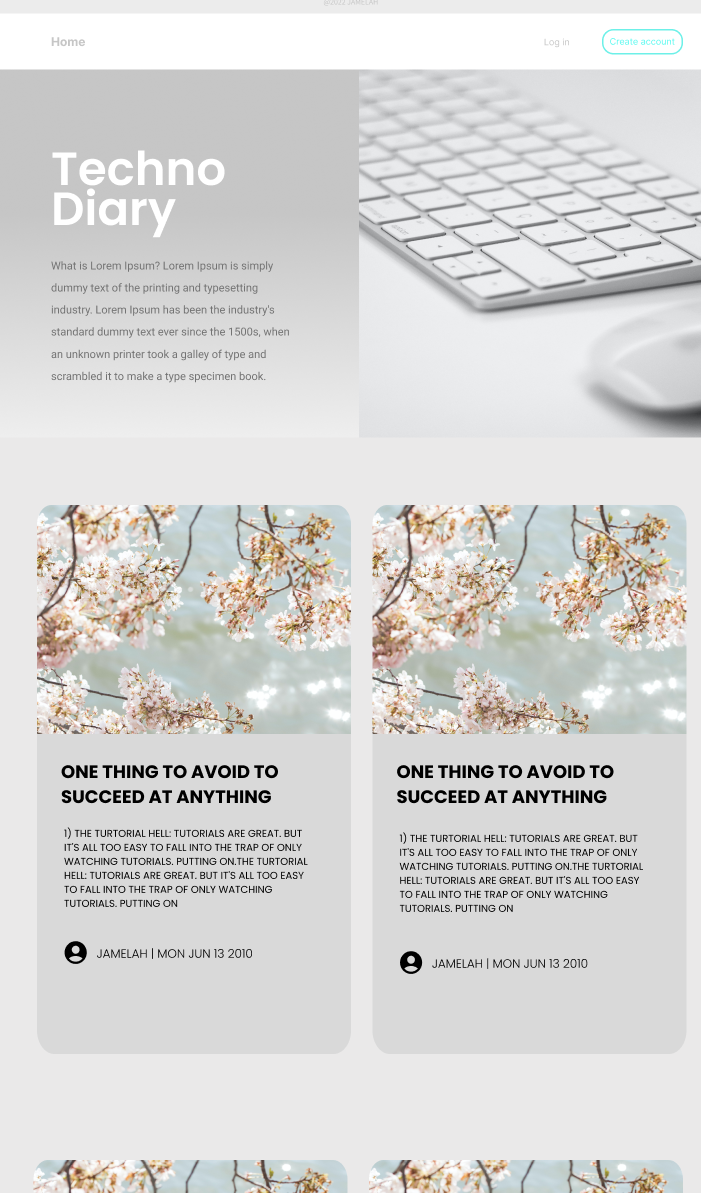 @2022 JAMELAH
Home
Log in
Create account
Techno
Diary
What is Lorem Ipsum? Lorem Ipsum is simply
dummy text of the printing and typesetting
industry. Lorem Ipsum has been the industry's
standard dummy text ever since the 1500s, when
an unknown printer took a galley of type and
scrambled it to make a type specimen book.
ONE THING TO AVOID TO
SUCCEED AT ANYTHING
1) THE TURTORIAL HELL: TUTORIALS ARE GREAT. BUT
IT'S ALL TOO EASY TO FALL INTO THE TRAP OF ONLY
WATCHING TUTORIALS. PUTTING ON.THE TURTORIAL
HELL: TUTORIALS ARE GREAT. BUT IT'S ALL TOO EASY
TO FALL INTO THE TRAP OF ONLY WATCHING
TUTORIALS. PUTTING ON
JAMELAH | MON JUN 13 2010
ONE THING TO AVOID TO
SUCCEED AT ANYTHING
1) THE TURTORIAL HELL: TUTORIALS ARE GREAT. BUT
IT'S ALL TOO EASY TO FALL INTO THE TRAP OF ONLY
WATCHING TUTORIALS. PUTTING ON.THE TURTORIAL
HELL: TUTORIALS ARE GREAT. BUT IT'S ALL TOO EASY
TO FALL INTO THE TRAP OF ONLY WATCHING
TUTORIALS. PUTTING ON
JAMELAH | MON JUN 13 2010